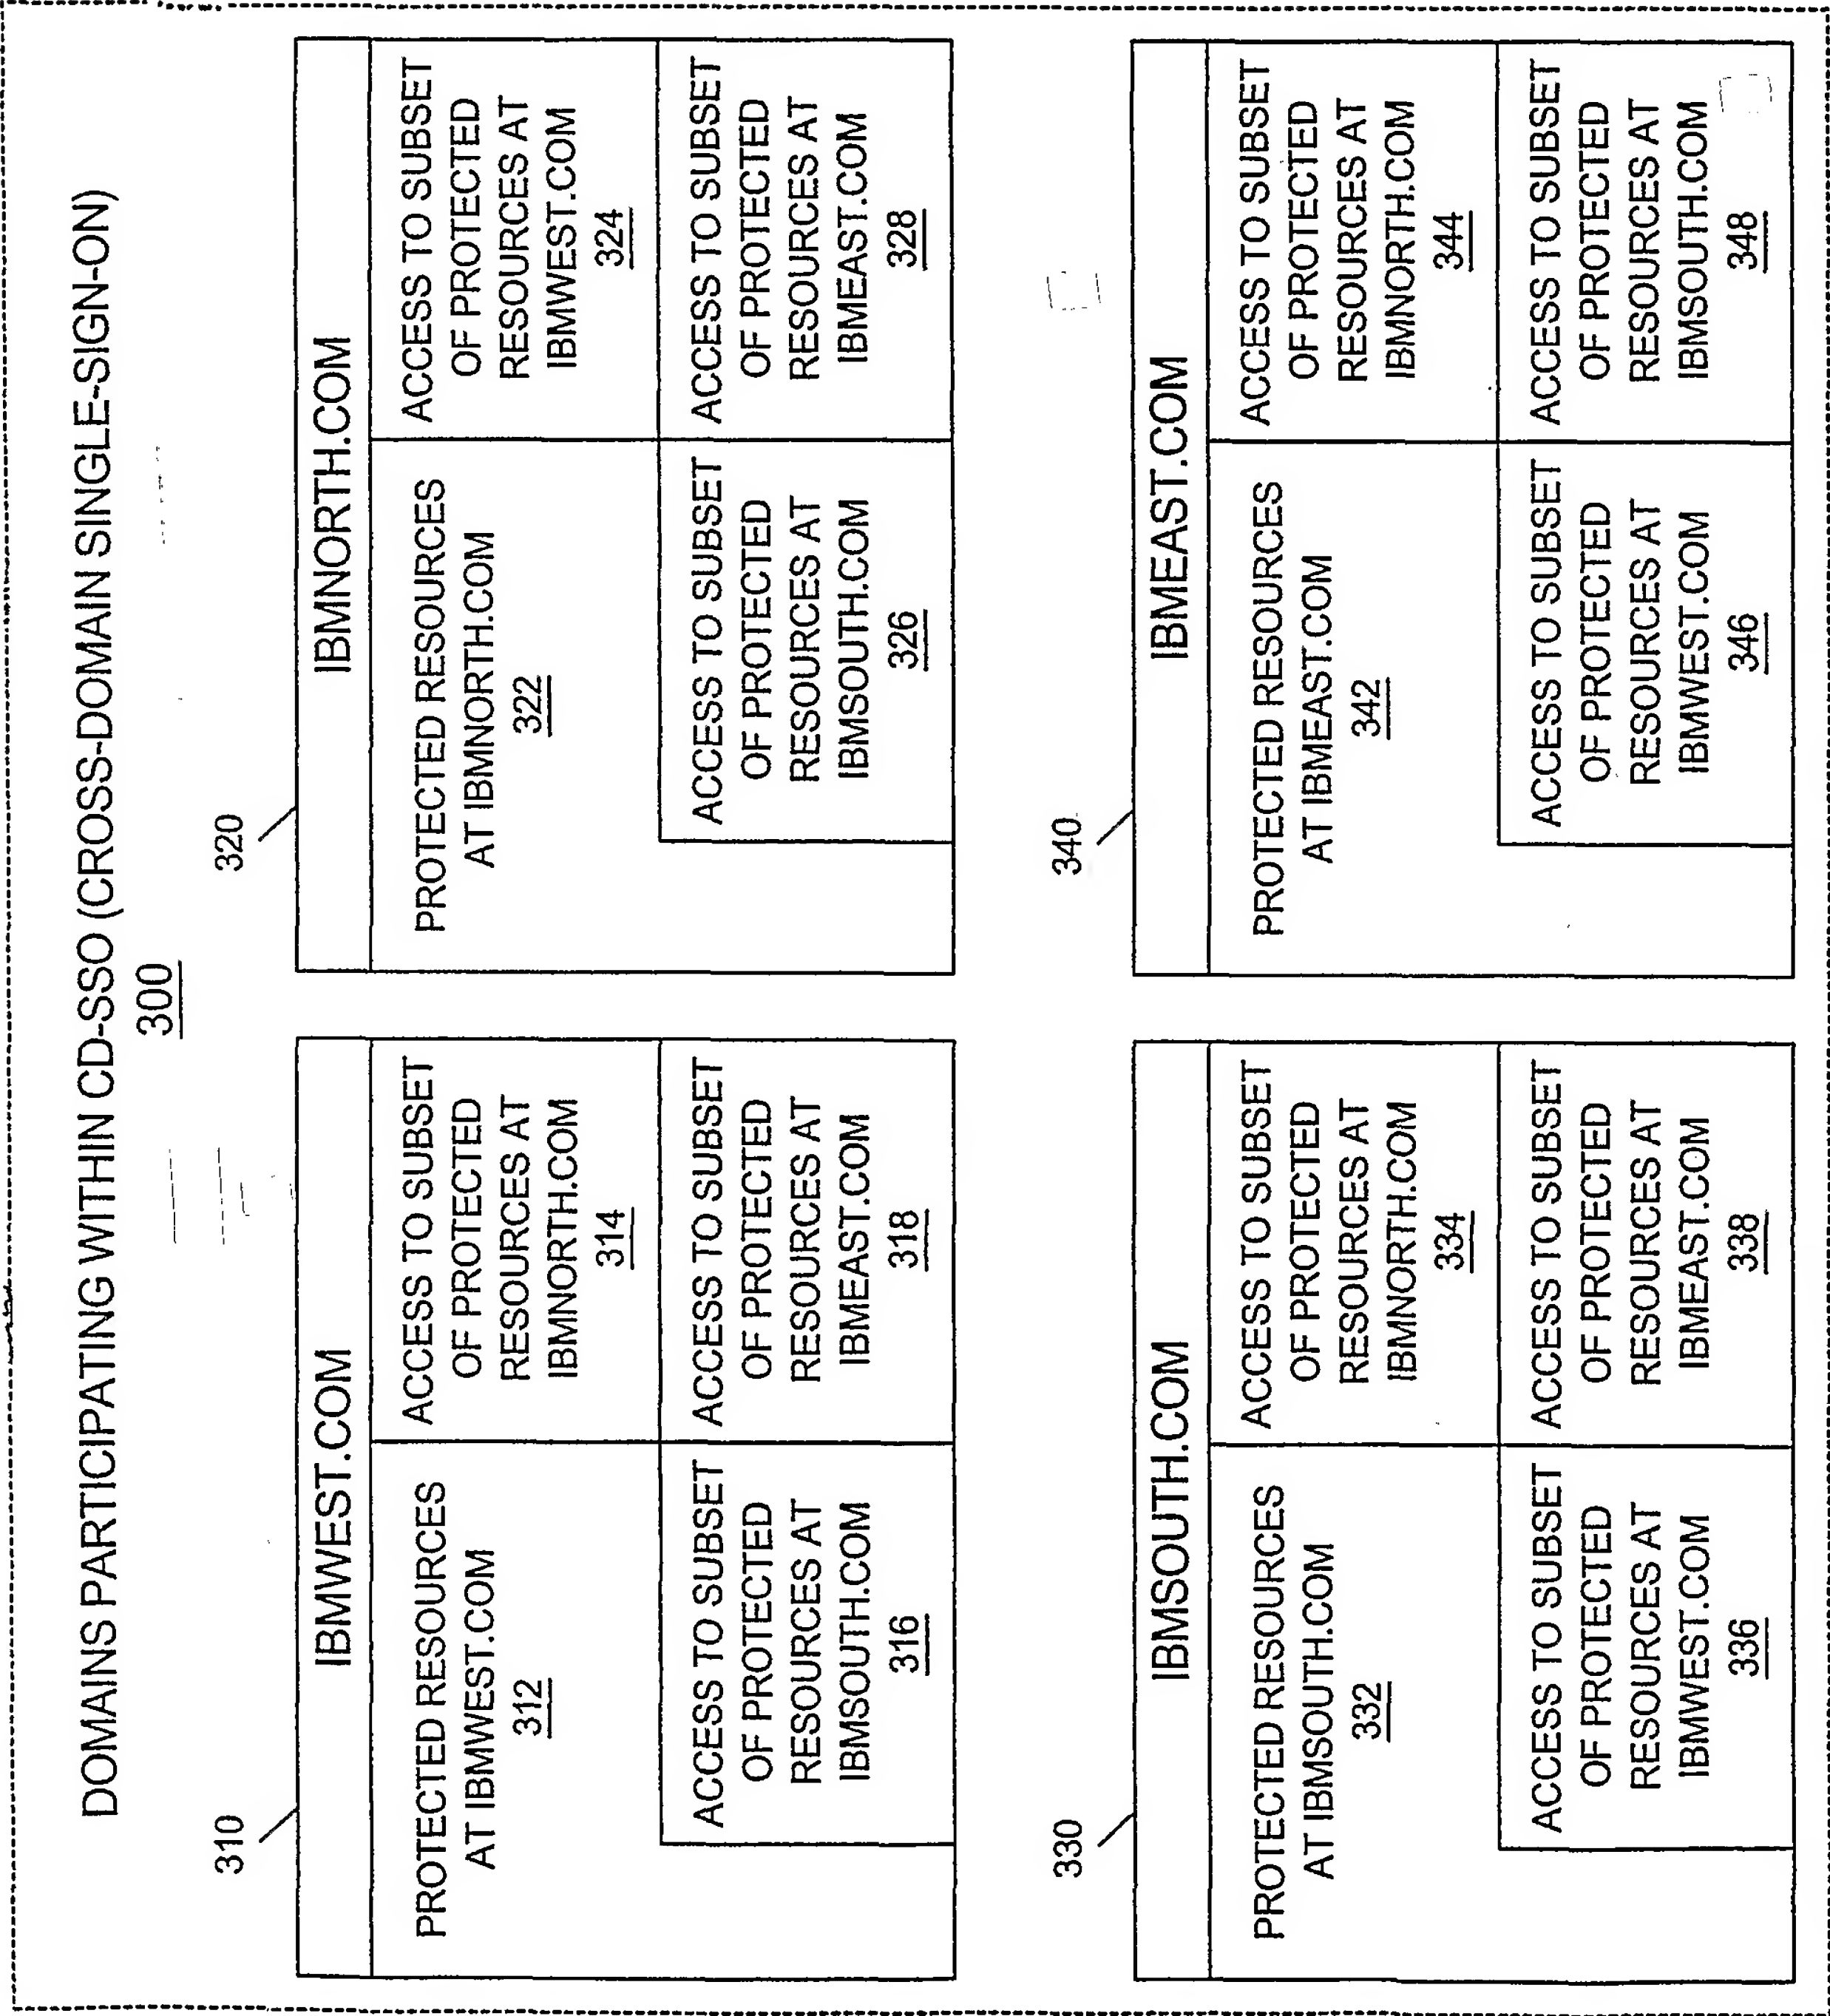 DOMAINS PARTICIPATING WITHIN CD-SSO (CROSS-DOMAIN SINGLE-SIGN-ON)
300
310
IBMWEST.COM
PROTECTED RESOURCES
AT IBMWEST.COM
312
ACCESS TO SUBSET
OF PROTECTED
RESOURCES AT
IBMNORTH.COM
314
ACCESS TO SUBSET
OF PROTECTED
RESOURCES AT
IBMSOUTH.COM
316
ACCESS TO SUBSET
OF PROTECTED
RESOURCES AT
IBMEAST.COM
318
320
IBMNORTH.COM
PROTECTED RESOURCES
AT IBMNORTH.COM
322
ACCESS TO SUBSET
OF PROTECTED
RESOURCES AT
IBMWEST.COM
324
ACCESS TO SUBSET
OF PROTECTED
RESOURCES AT
IBMSOUTH.COM
326
ACCESS TO SUBSET
OF PROTECTED
RESOURCES AT
IBMEAST.COM
328
330
IBMSOUTH.COM
PROTECTED RESOURCES
AT IBMSOUTH.COM
332
ACCESS TO SUBSET
OF PROTECTED
RESOURCES AT
IBMNORTH.COM
334
ACCESS TO SUBSET
OF PROTECTED
RESOURCES AT
IBMWEST.COM
336
ACCESS TO SUBSET
OF PROTECTED
RESOURCES AT
IBMEAST.COM
338
340
IBMEAST.COM
PROTECTED RESOURCES
AT IBMEAST.COM
342
ACCESS TO SUBSET
OF PROTECTED
RESOURCES AT
IBMNORTH.COM
344
ACCESS TO SUBSET
OF PROTECTED
RESOURCES AT
IBMWEST.COM
346
ACCESS TO SUBSET
OF PROTECTED
RESOURCES AT
IBMSOUTH.COM
348